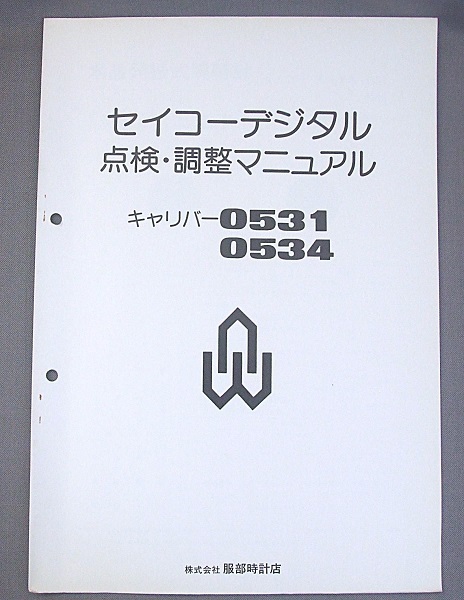 セイコーデジタル
点検・調整マニュアル
キャリバー0531
0534
株式会社 服部時計店